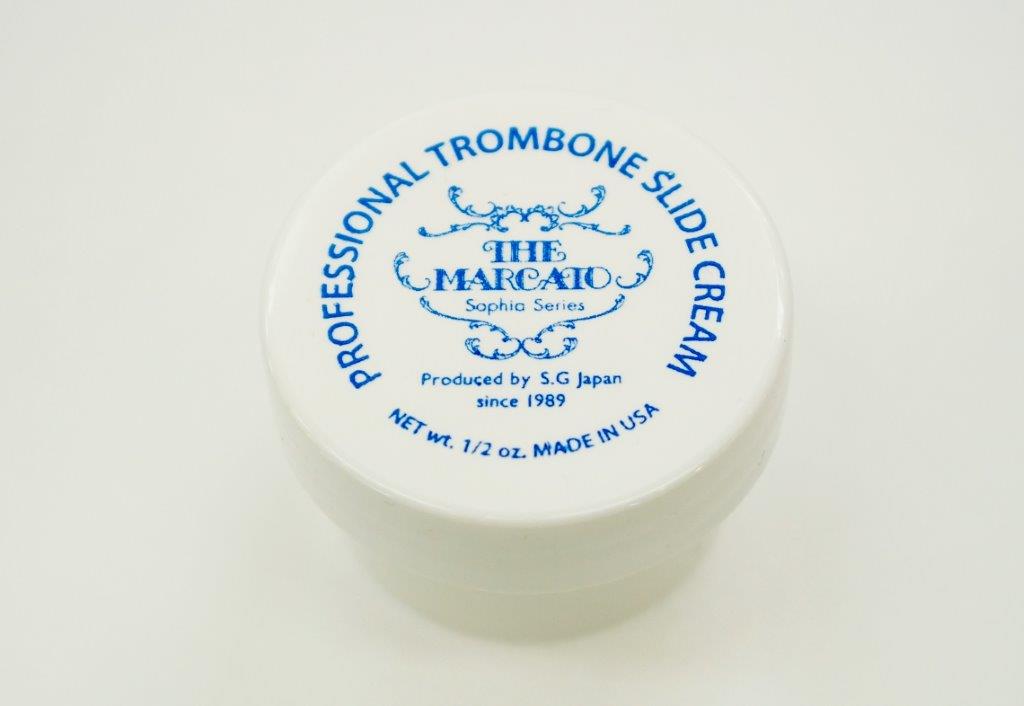 PROFESSIONAL TROMBONE SLIDE CREAM
THE
MARCATO
Sophia Series
Produced by S.G Japan
since 1989
NET wt. 1/2 oz. MADE IN USA